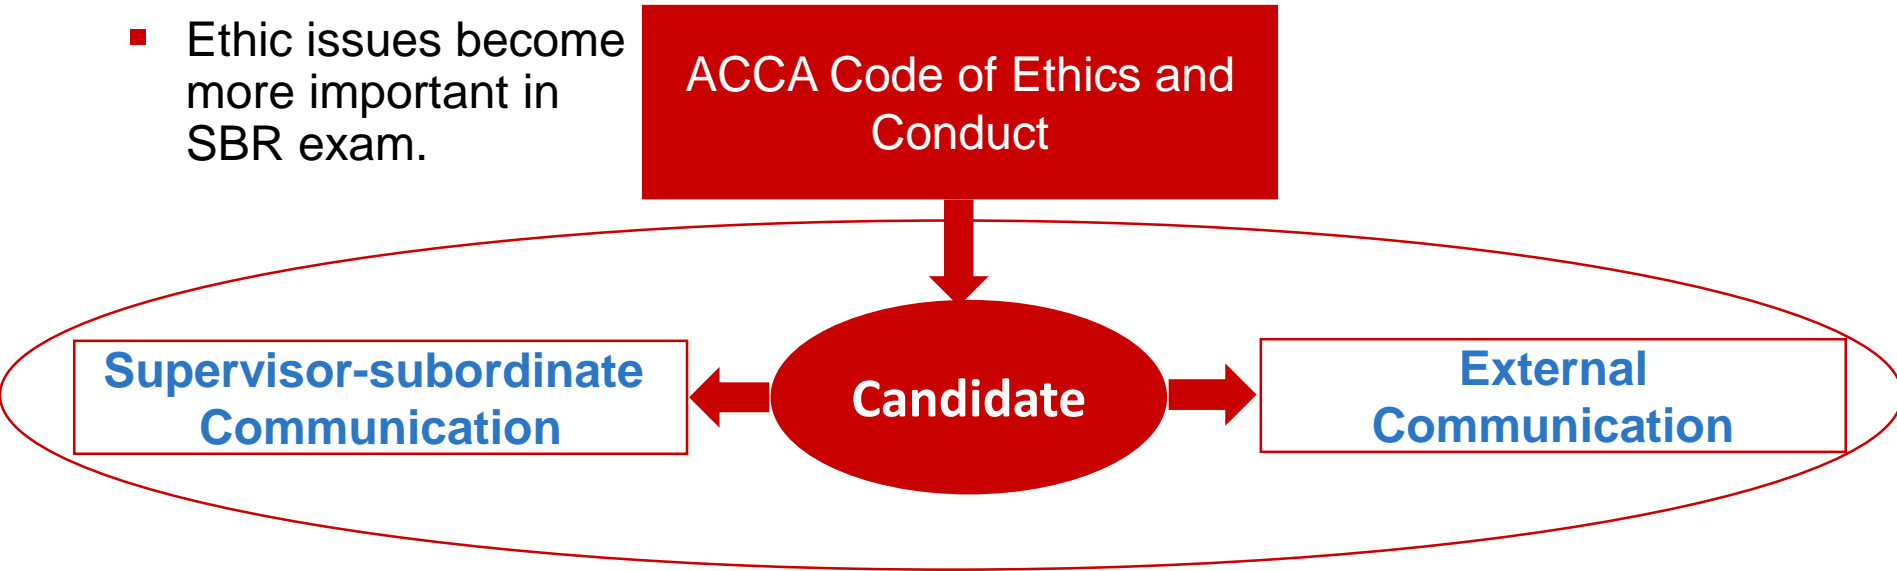 Ethic issues become
more important in
SBR exam.
ACCA Code of Ethics and
Conduct
Supervisor-subordinate
Communication
Candidate
External
Communication